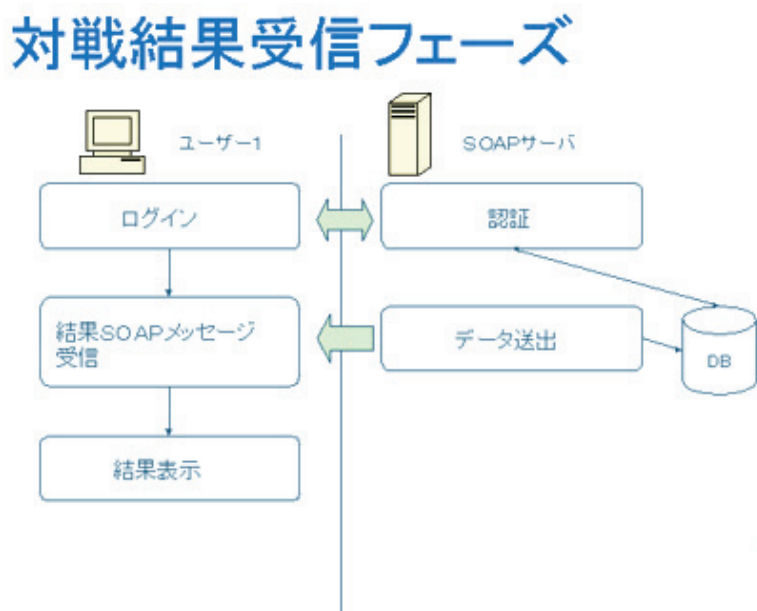 対戦結果受信フェーズ
ユーザー1
SOAPサーバ
ログイン
認証
結果SOAPメッセージ
受信
データ送出
DB
結果表示